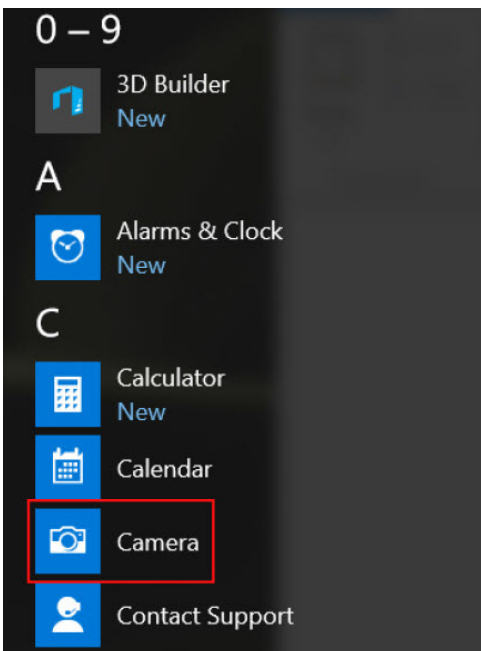 0 – 9
3D Builder
New
A
Alarms & Clock
New
C
Calculator
New
Calendar
Camera
Contact Support